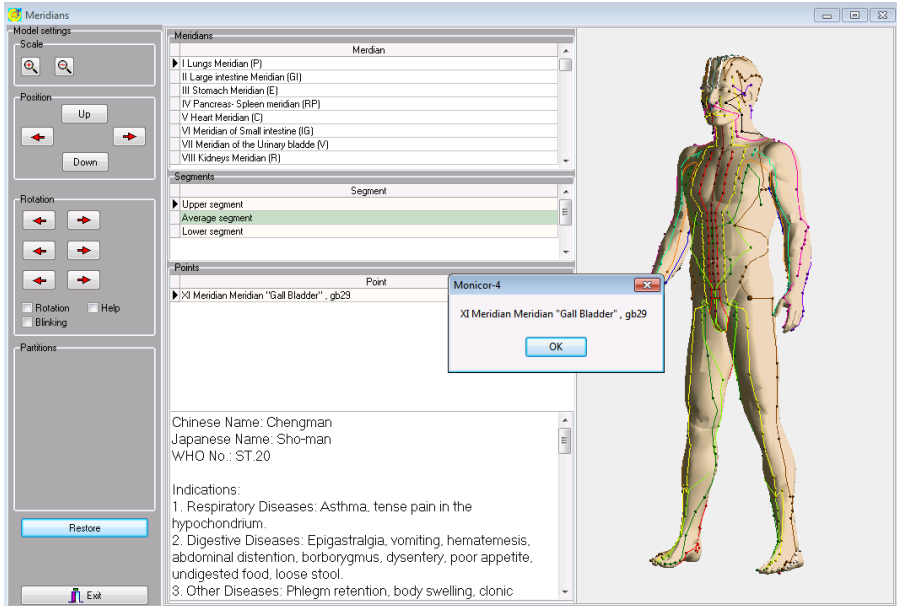 Meridians
Model settings
Scale
Position
Up
Down
Rotation
Rotation
Help
Blinking
Partitions
Restore
Exit
Meridians
Merdian
I Lungs Meridian (P)
II Large intestine Meridian (GI)
III Stomach Meridian (E)
IV Pancreas- Spleen meridian (RP)
V Heart Meridian (C)
VI Meridian of Small intestine (IG)
VII Meridian of the Urinary bladde (V)
VIII Kidneys Meridian (R)
Segments
Segment
Upper segment
Average segment
Lower segment
Points
Point
XI Meridian Meridian "Gall Bladder" , gb29
Monicor-4
XI Meridian Meridian "Gall Bladder" , gb29
OK
Chinese Name: Chengman
Japanese Name: Sho-man
WHO No.: ST.20
Indications:
1. Respiratory Diseases: Asthma, tense pain in the
hypochondrium.
2. Digestive Diseases: Epigastralgia, vomiting, hematemesis,
abdominal distention, borborygmus, dysentery, poor appetite,
undigested food, loose stool.
3. Other Diseases: Phlegm retention, body swelling, clonic